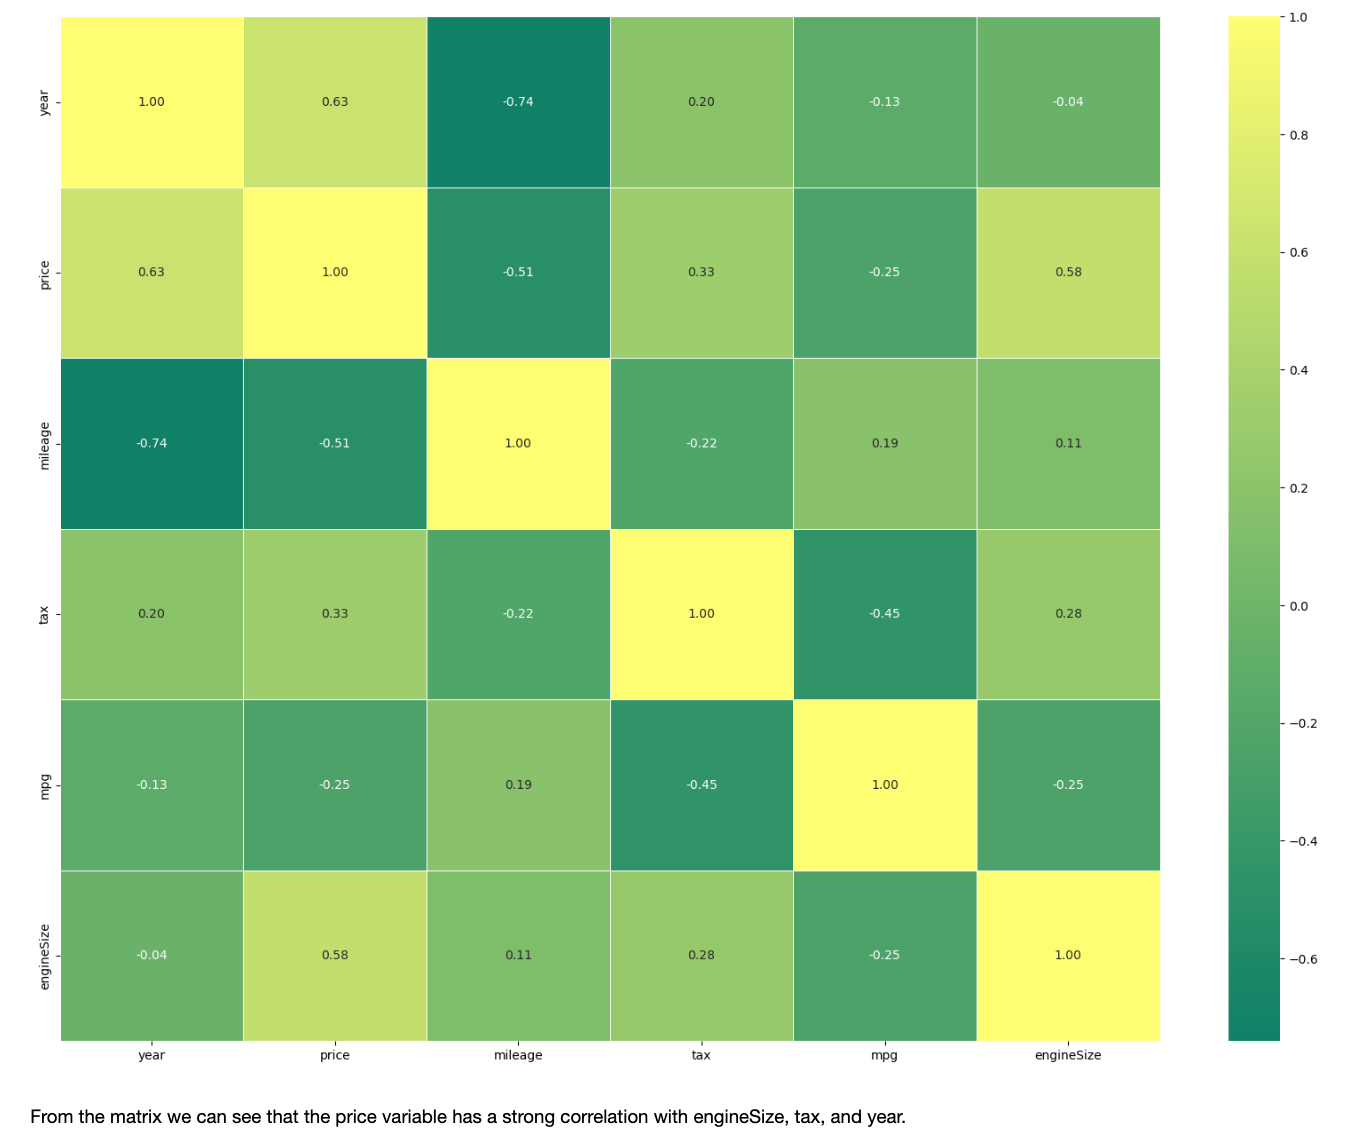 1.0
year 1.00 0.63 -0.74 0.20 -0.13 -0.04
0.8
price 0.63 1.00 -0.51 0.33 -0.25 0.58
0.6
0.4
mileage -0.74 -0.51 1.00 -0.22 0.19 0.11
0.2
0.0
tax 0.20 0.33 -0.22 1.00 -0.45 0.28
−0.2
mpg -0.13 -0.25 0.19 -0.45 1.00 -0.25
−0.4
engineSize -0.04 0.58 0.11 0.28 -0.25 1.00
−0.6
year price mileage tax mpg engineSize
From the matrix we can see that the price variable has a strong correlation with engineSize, tax, and year.